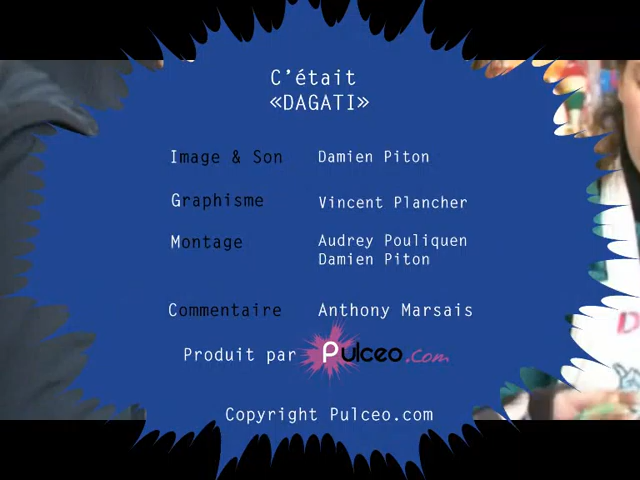 C'était
«DAGATI»
Image & Son Damien Piton
Graphisme Vincent Plancher
Montage Audrey Pouliquen
Damien Piton
Commentaire Anthony Marsais
Produit par Pulceo.com
Copyright Pulceo.com